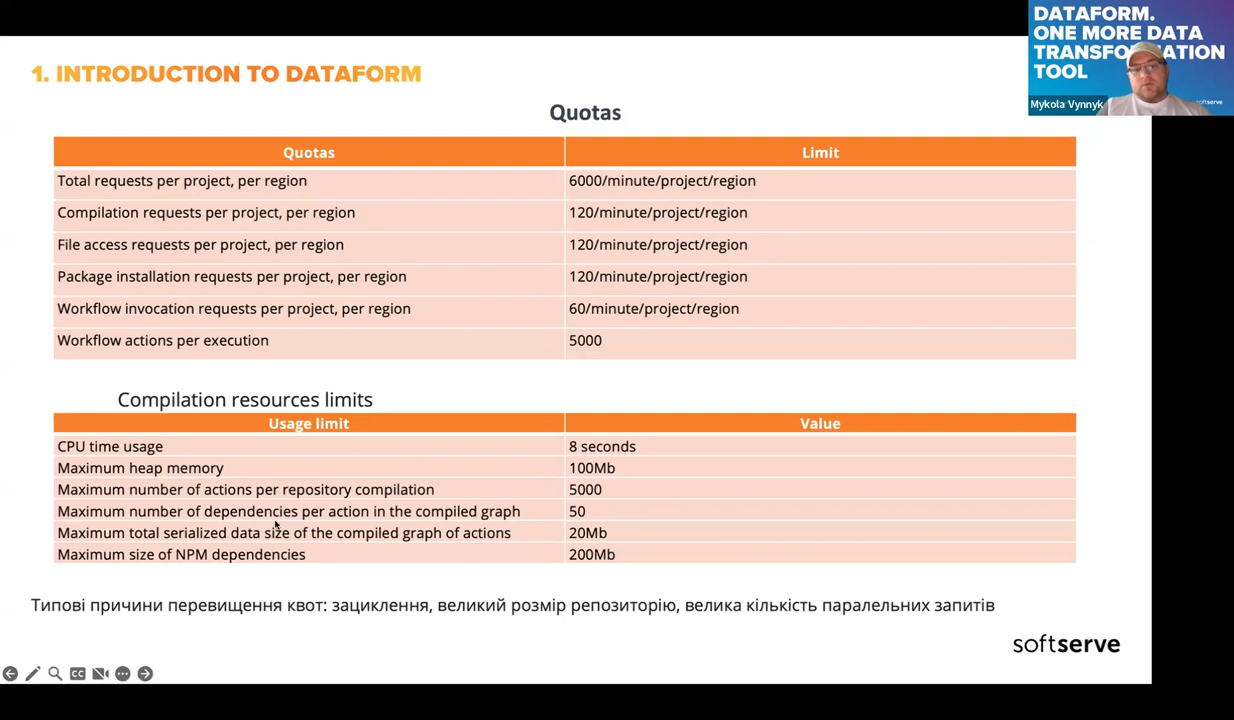 DATAFORM.
ONE MORE DATA
TRANSFORMATION
TOOL
Mykola Vynnyk
softserve
1. INTRODUCTION TO DATAFORM
Quotas
Quotas Limit
Total requests per project, per region 6000/minute/project/region
Compilation requests per project, per region 120/minute/project/region
File access requests per project, per region 120/minute/project/region
Package installation requests per project, per region 120/minute/project/region
Workflow invocation requests per project, per region 60/minute/project/region
Workflow actions per execution 5000
Compilation resources limits
Usage limit Value
CPU time usage 8 seconds
Maximum heap memory 100Mb
Maximum number of actions per repository compilation 5000
Maximum number of dependencies per action in the compiled graph 50
Maximum total serialized data size of the compiled graph of actions 20Mb
Maximum size of NPM dependencies 200Mb
Типові причини перевищення квот: зациклення, великий розмір репозиторію, велика кількість паралельних запитів
softserve
CC